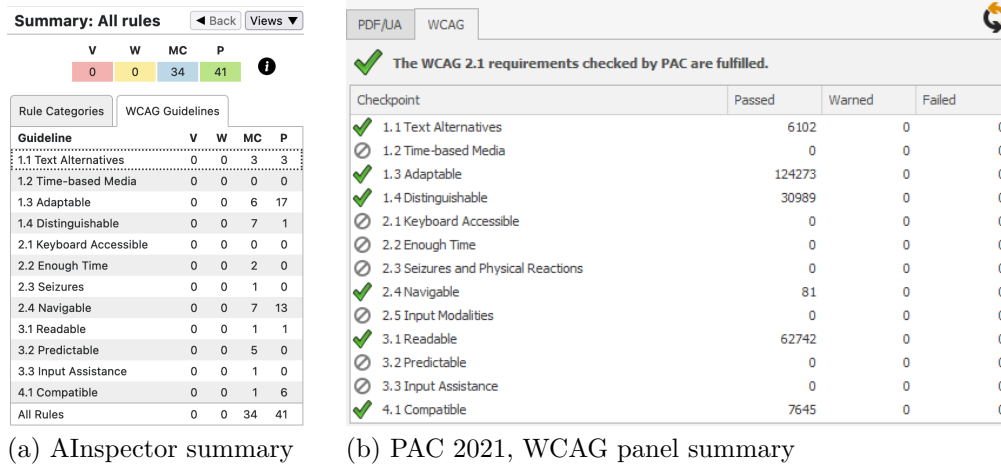 Summary: All rules ◀ Back Views ▼
V W MC P
0 0 34 41 i
Rule Categories WCAG Guidelines
Guideline V W MC P
1.1 Text Alternatives 0 0 3 3
1.2 Time-based Media 0 0 0 0
1.3 Adaptable 0 0 6 17
1.4 Distinguishable 0 0 7 1
2.1 Keyboard Accessible 0 0 0 0
2.2 Enough Time 0 0 2 0
2.3 Seizures 0 0 1 0
2.4 Navigable 0 0 7 13
3.1 Readable 0 0 1 1
3.2 Predictable 0 0 5 0
3.3 Input Assistance 0 0 1 0
4.1 Compatible 0 0 1 6
All Rules 0 0 34 41
(a) AInspector summary
PDF/UA WCAG
The WCAG 2.1 requirements checked by PAC are fulfilled.
Checkpoint Passed Warned Failed
1.1 Text Alternatives 6102 0
1.2 Time-based Media 0 0
1.3 Adaptable 124273 0
1.4 Distinguishable 30989 0
2.1 Keyboard Accessible 0 0
2.2 Enough Time 0 0
2.3 Seizures and Physical Reactions 0 0
2.4 Navigable 81 0
2.5 Input Modalities 0 0
3.1 Readable 62742 0
3.2 Predictable 0 0
3.3 Input Assistance 0 0
4.1 Compatible 7645 0
(b) PAC 2021, WCAG panel summary